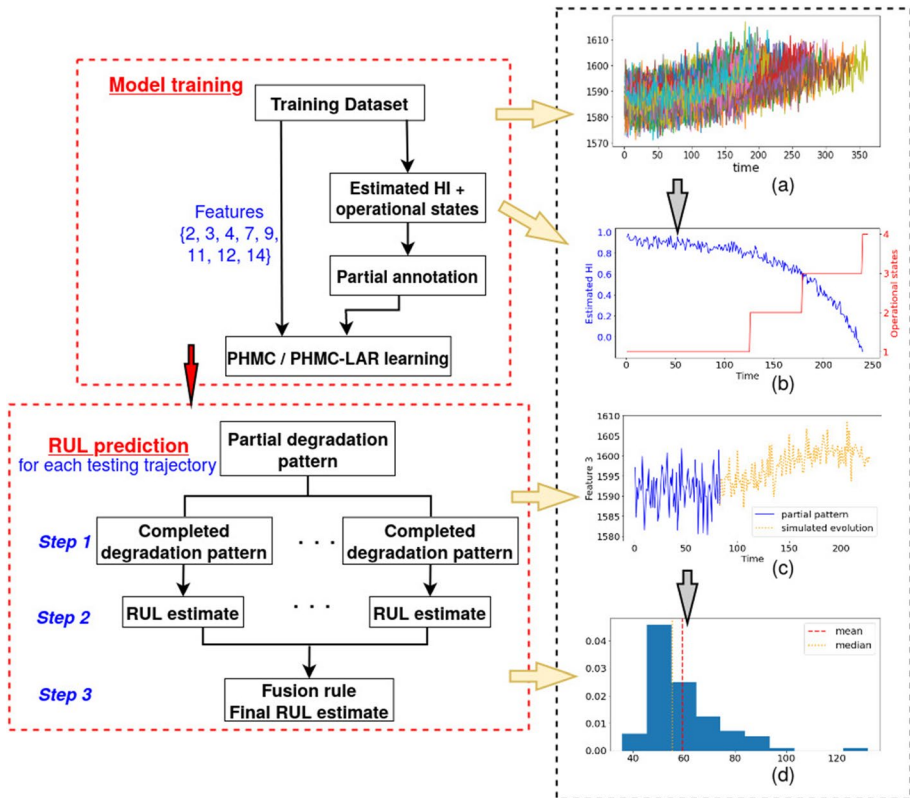 Model training
Training Dataset
Features
{2, 3, 4, 7, 9,
11, 12, 14}
Estimated HI +
operational states
Partial annotation
PHMC / PHMC-LAR learning
RUL prediction
for each testing trajectory
Partial degradation
pattern
Step 1
Completed
degradation pattern
. . .
Completed
degradation pattern
Step 2
RUL estimate
. . .
RUL estimate
Step 3
Fusion rule
Final RUL estimate
1610
1600
1590
1580
1570
0 50 100 150 200 250 300 350
time
(a)
Estimated HI
1.0
0.8
0.6
0.4
0.2
0.0
Operational states
4
3
2
1
0 50 100 150 200 250
Time
(b)
Feature 3
1610
1605
1600
1595
1590
1585
1580
partial pattern
simulated evolution
0 50 100 150 200
Time
(c)
0.04
0.03
0.02
0.01
0.00
mean
median
40 60 80 100 120
(d)